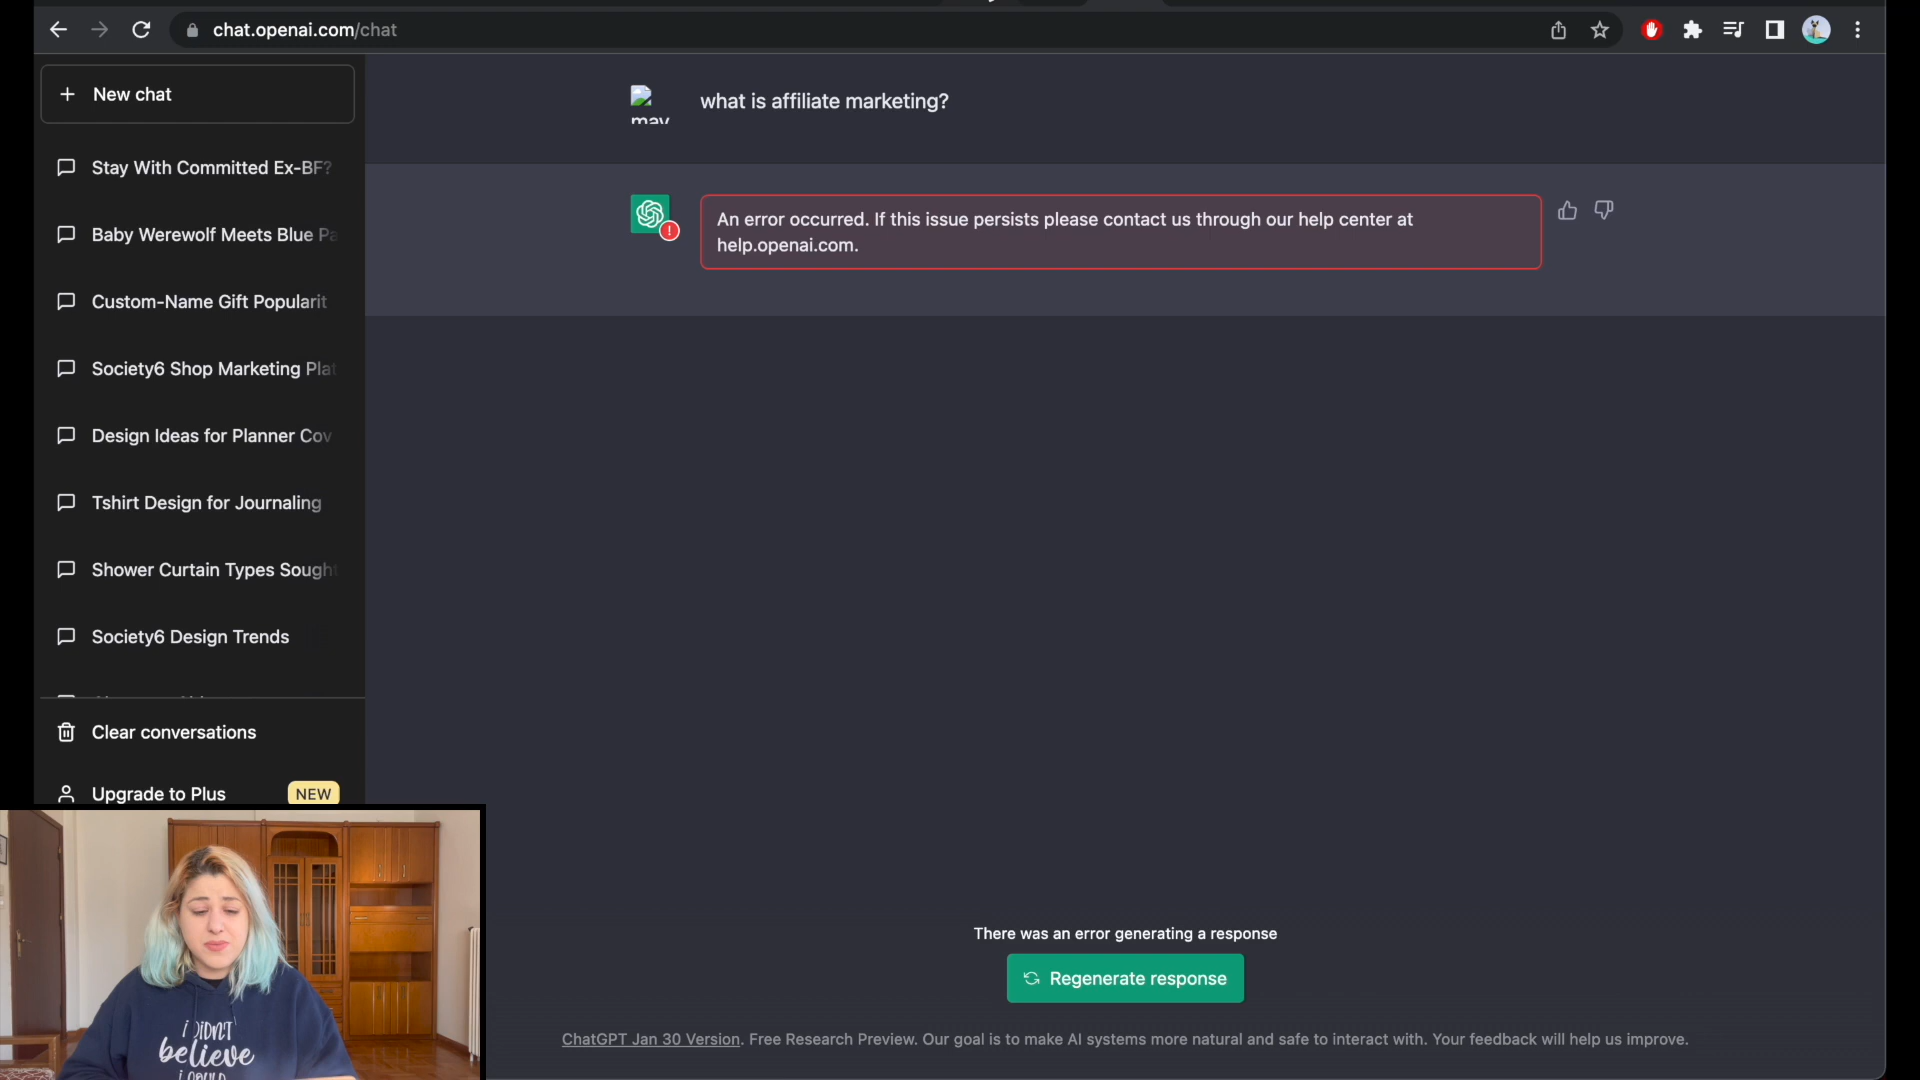 chat.openai.com/chat
New chat
Stay With Committed Ex-BF?
Baby Werewolf Meets Blue Pa
Custom-Name Gift Popularit
Society6 Shop Marketing Plat
Design Ideas for Planner Cov
Tshirt Design for Journaling
Shower Curtain Types Sought
Society6 Design Trends
Clear conversations
Upgrade to Plus NEW
may
what is affiliate marketing?
An error occurred. If this issue persists please contact us through our help center at
help.openai.com.
There was an error generating a response
Regenerate response
ChatGPT Jan 30 Version. Free Research Preview. Our goal is to make AI systems more natural and safe to interact with. Your feedback will help us improve.
i DIDN'T
believe
i COULD